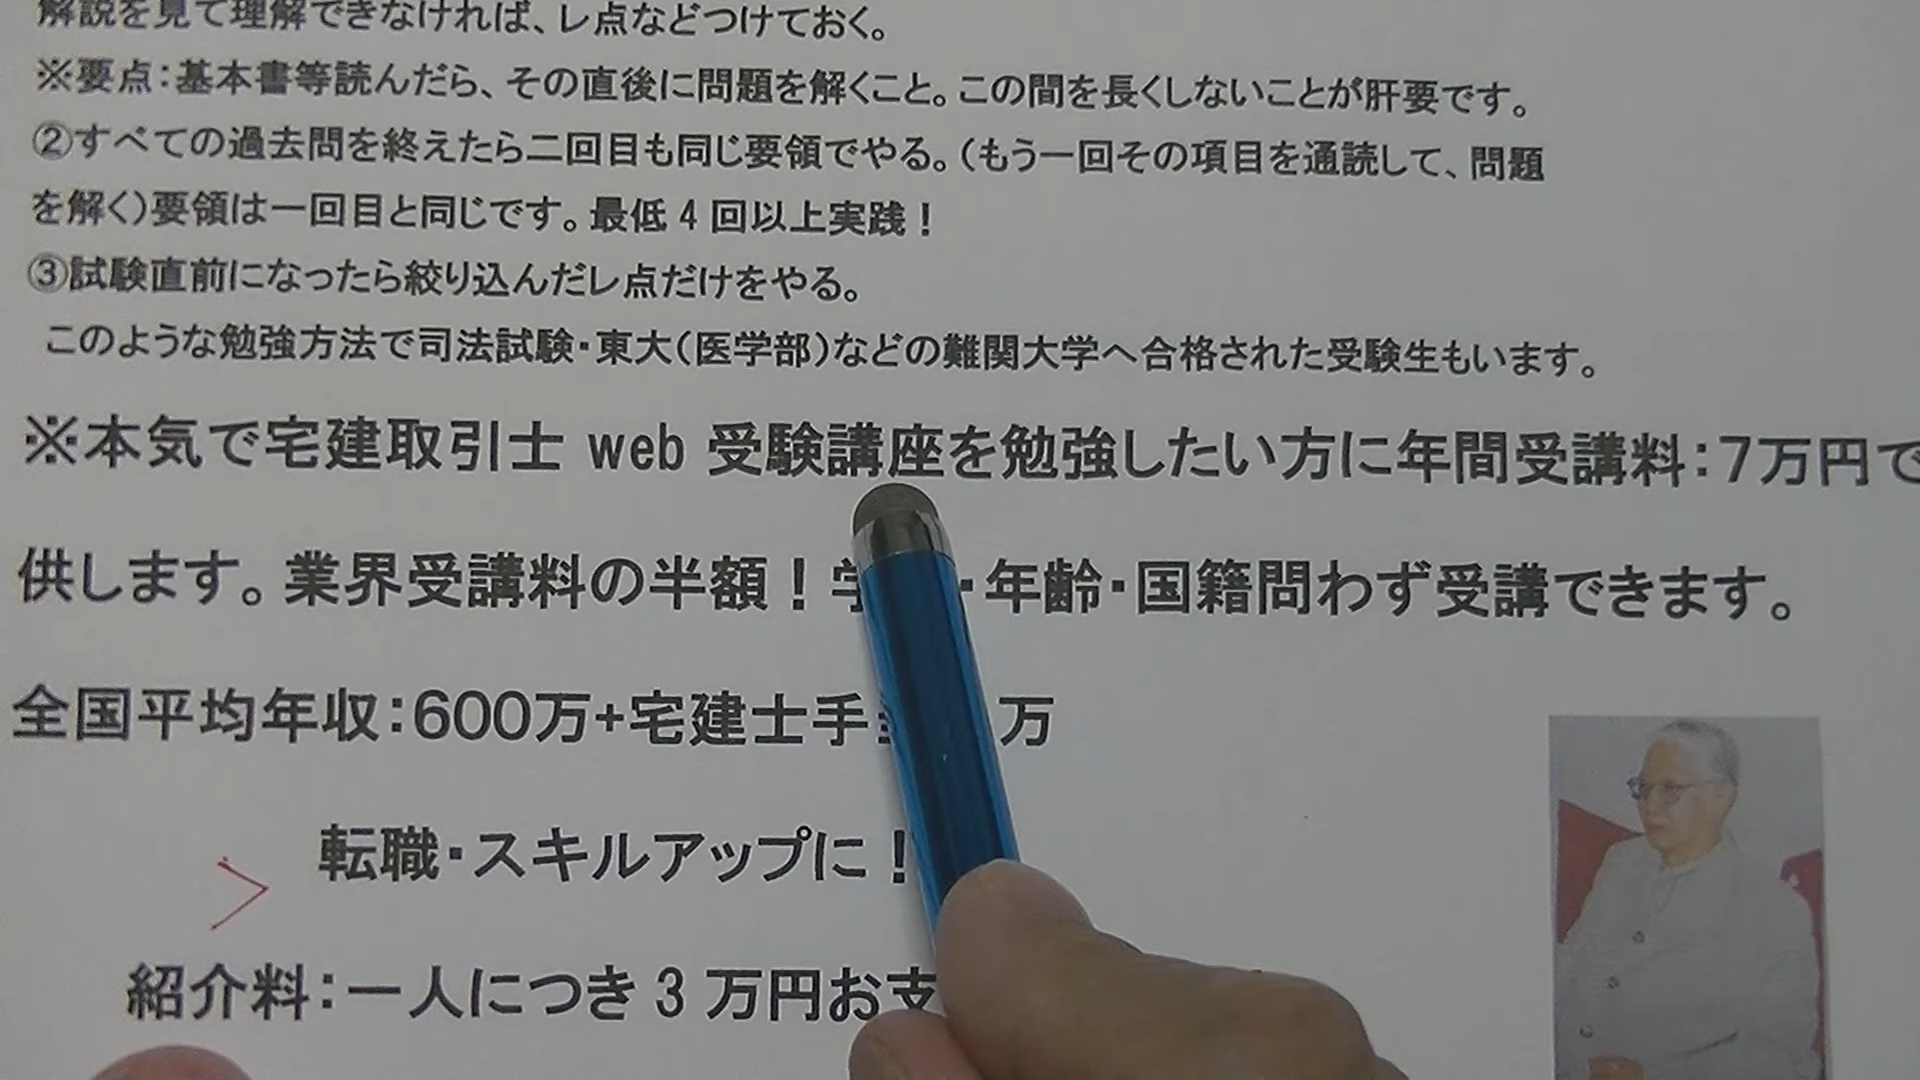 解説を見て理解できなければ、レ点などつけておく。
※要点：基本書等読んだら、その直後に問題を解くこと。この間を長くしないことが肝要です。
②すべての過去問を終えたら二回目も同じ要領でやる。（もう一回その項目を通読して、問題
を解く）要領は一回目と同じです。最低4回以上実践！
③試験直前になったら絞り込んだレ点だけをやる。
このような勉強方法で司法試験・東大（医学部）などの難関大学へ合格された受験生もいます。
※本気で宅建取引士 web 受験講座を勉強したい方に年間受講料：7万円で
供します。業界受講料の半額！学・年齢・国籍問わず受講できます。
全国平均年収：600万+宅建士手 万
転職・スキルアップに！
紹介料：一人につき3万円お支